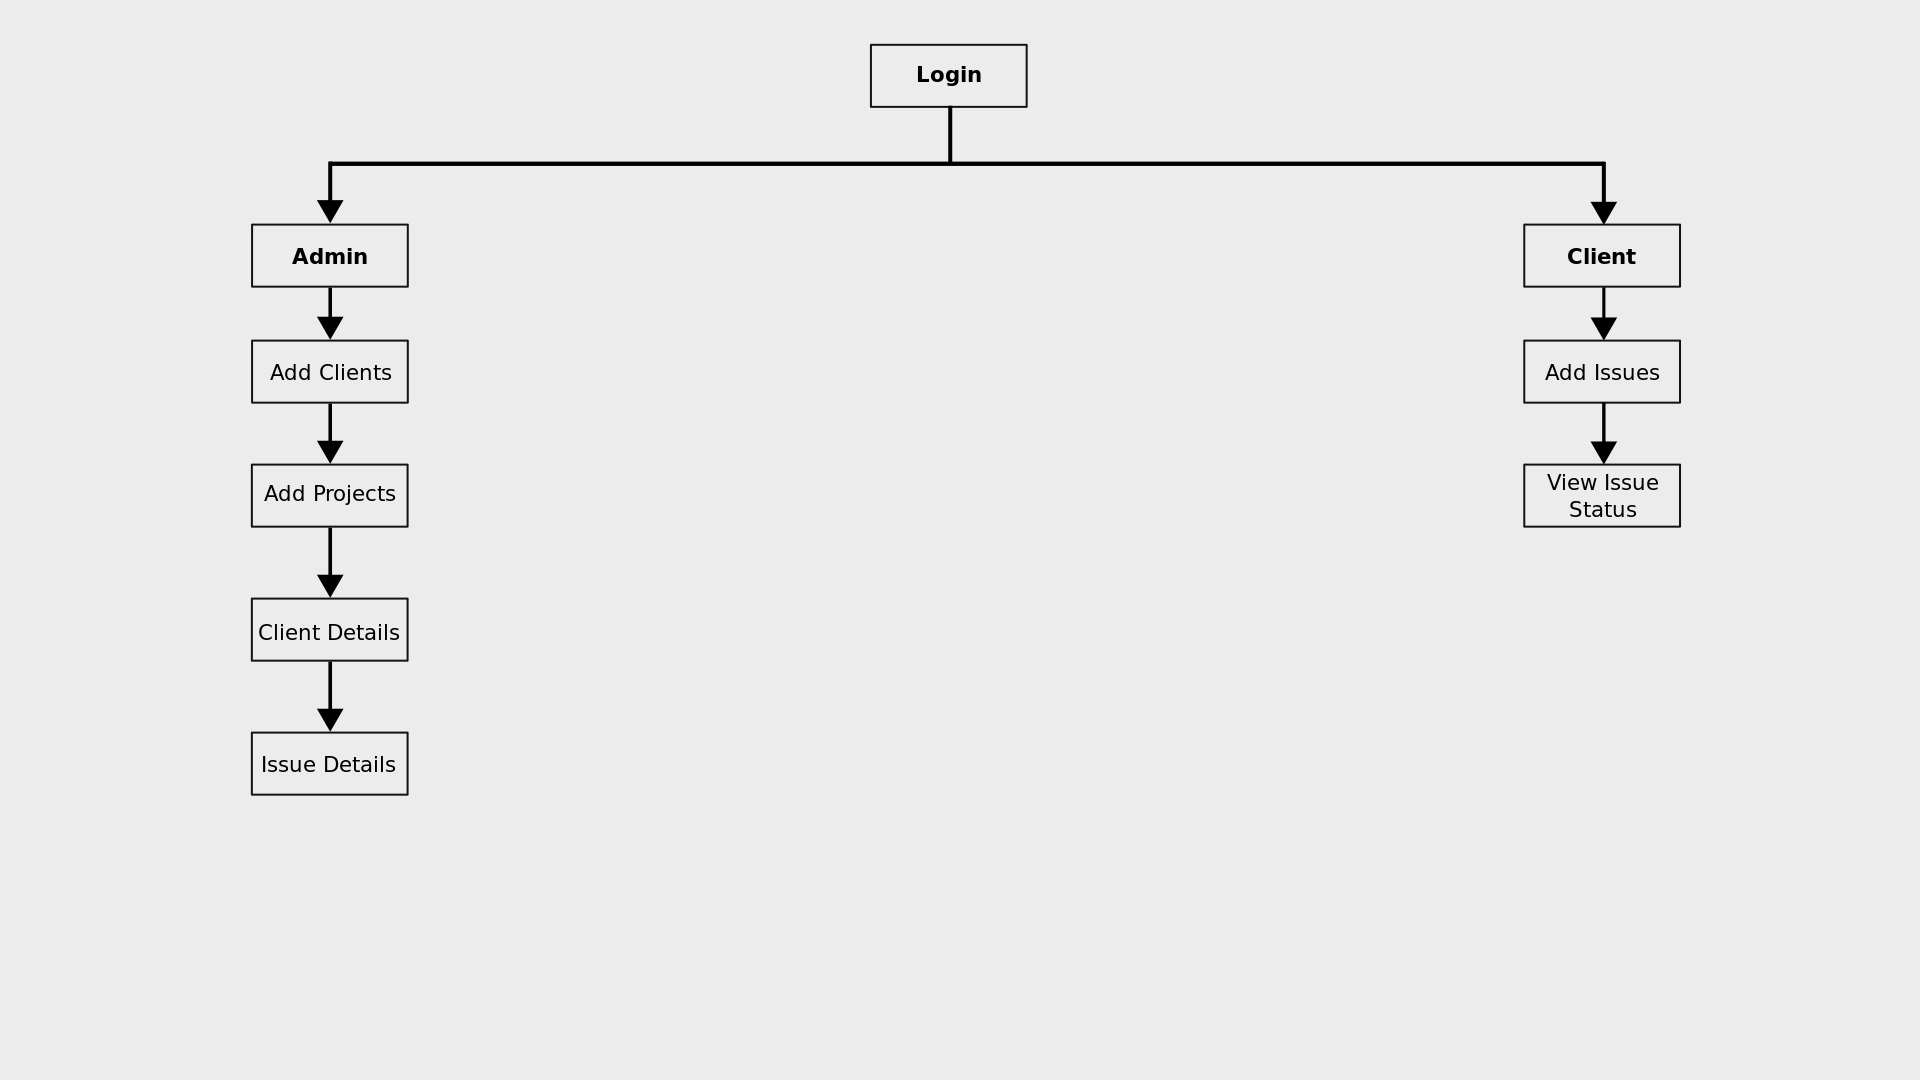 Login
Admin
Client
Add Clients
Add Issues
Add Projects
View Issue
Status
Client Details
Issue Details